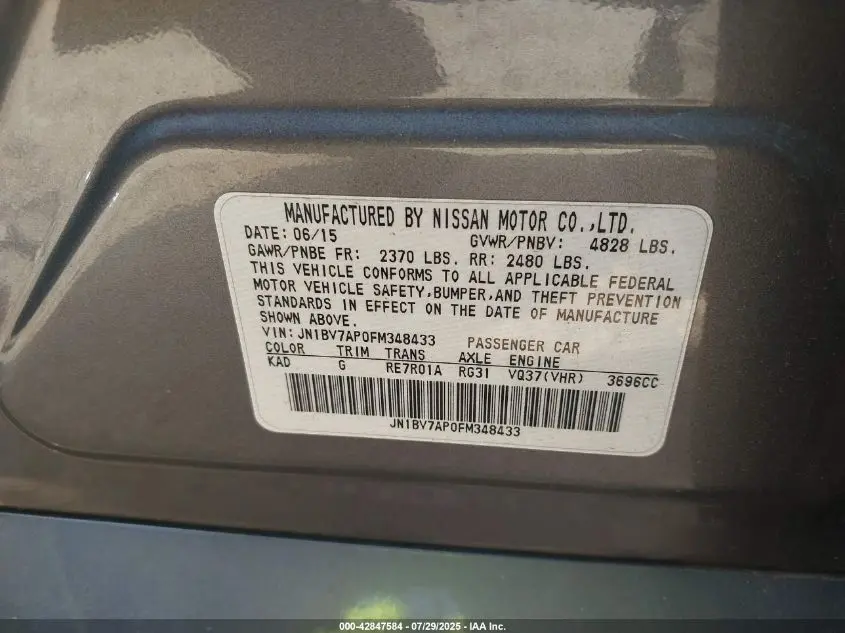 MANUFACTURED BY NISSAN MOTOR CO.,LTD.
DATE: 06/15 GVWR/PNBV: 4828 LBS.
GAWR/PNBE FR: 2370 LBS. RR: 2480 LBS.
THIS VEHICLE CONFORMS TO ALL APPLICABLE FEDERAL
MOTOR VEHICLE SAFETY,BUMPER,AND THEFT PREVENTION
STANDARDS IN EFFECT ON THE DATE OF MANUFACTURE
SHOWN ABOVE.
VIN: JN1BV7AP0FM348433 PASSENGER CAR
COLOR TRIM TRANS AXLE ENGINE
KAD G RE7R01A RG31 VQ37(VHR) 3696CC
JN1BV7AP0FM348433
000-42847584 | 07/29/2025 | IAA Inc.